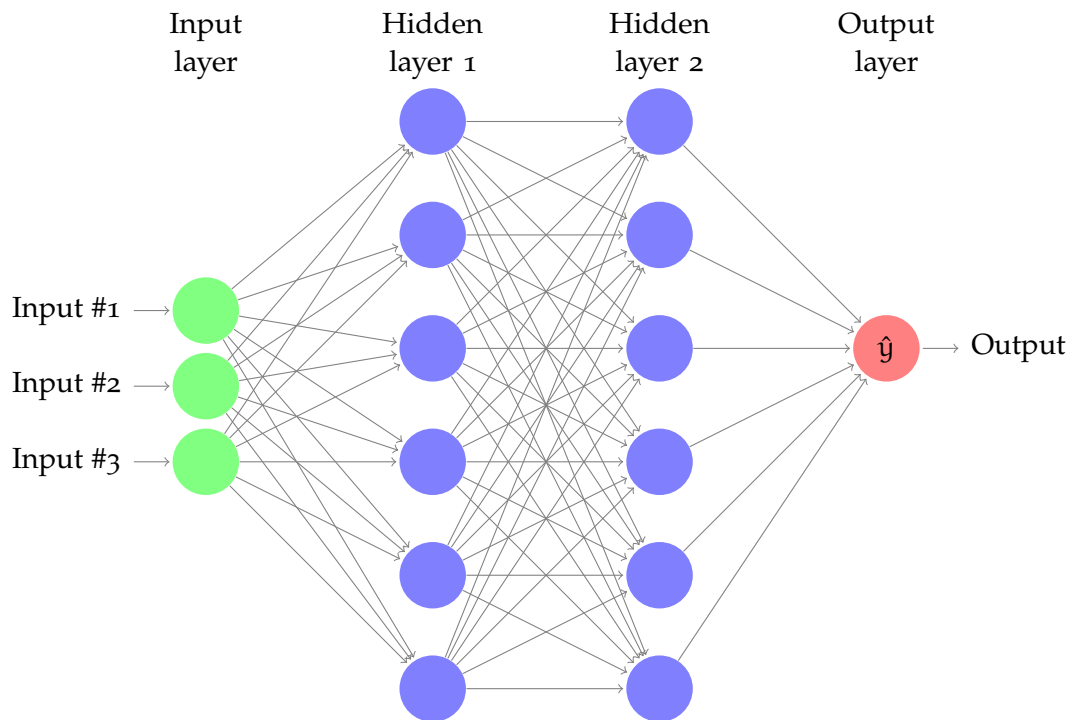 Input
layer
Hidden
layer 1
Hidden
layer 2
Output
layer
Input #1
Input #2
Input #3
ŷ
Output